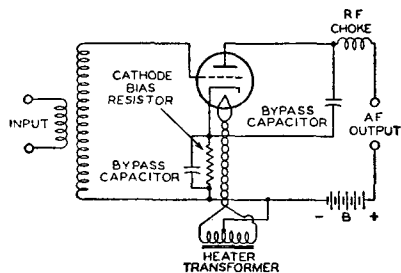 RF
CHOKE
CATHODE
BIAS
RESISTOR
BYPASS
CAPACITOR
INPUT
AF
OUTPUT
BYPASS
CAPACITOR
- B +
HEATER
TRANSFORMER